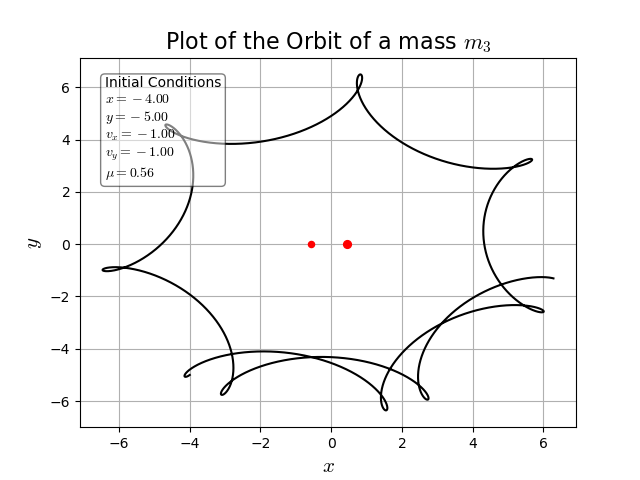 Plot of the Orbit of a mass m₃
Initial Conditions
x = −4.00
y = −5.00
vₓ = −1.00
v_y = −1.00
μ = 0.56
6
4
2
0
−2
−4
−6
y
−6
−4
−2
0
2
4
6
x